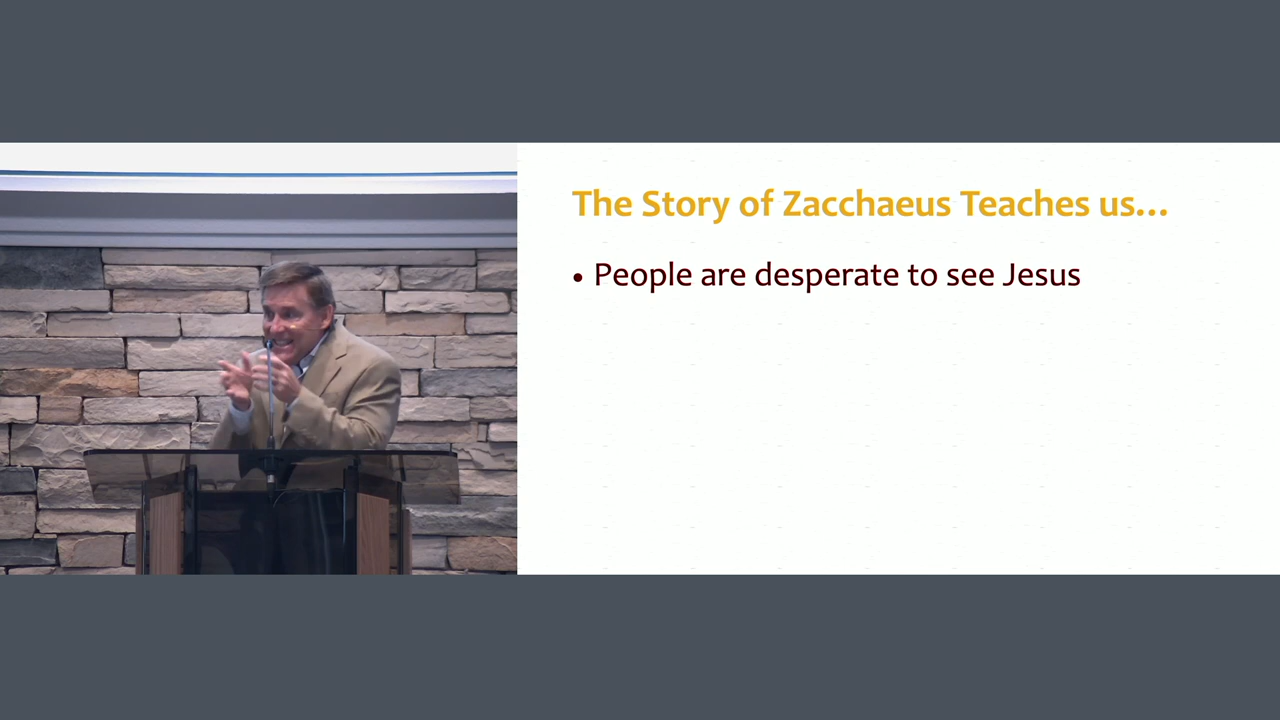 The Story of Zacchaeus Teaches us...
• People are desperate to see Jesus